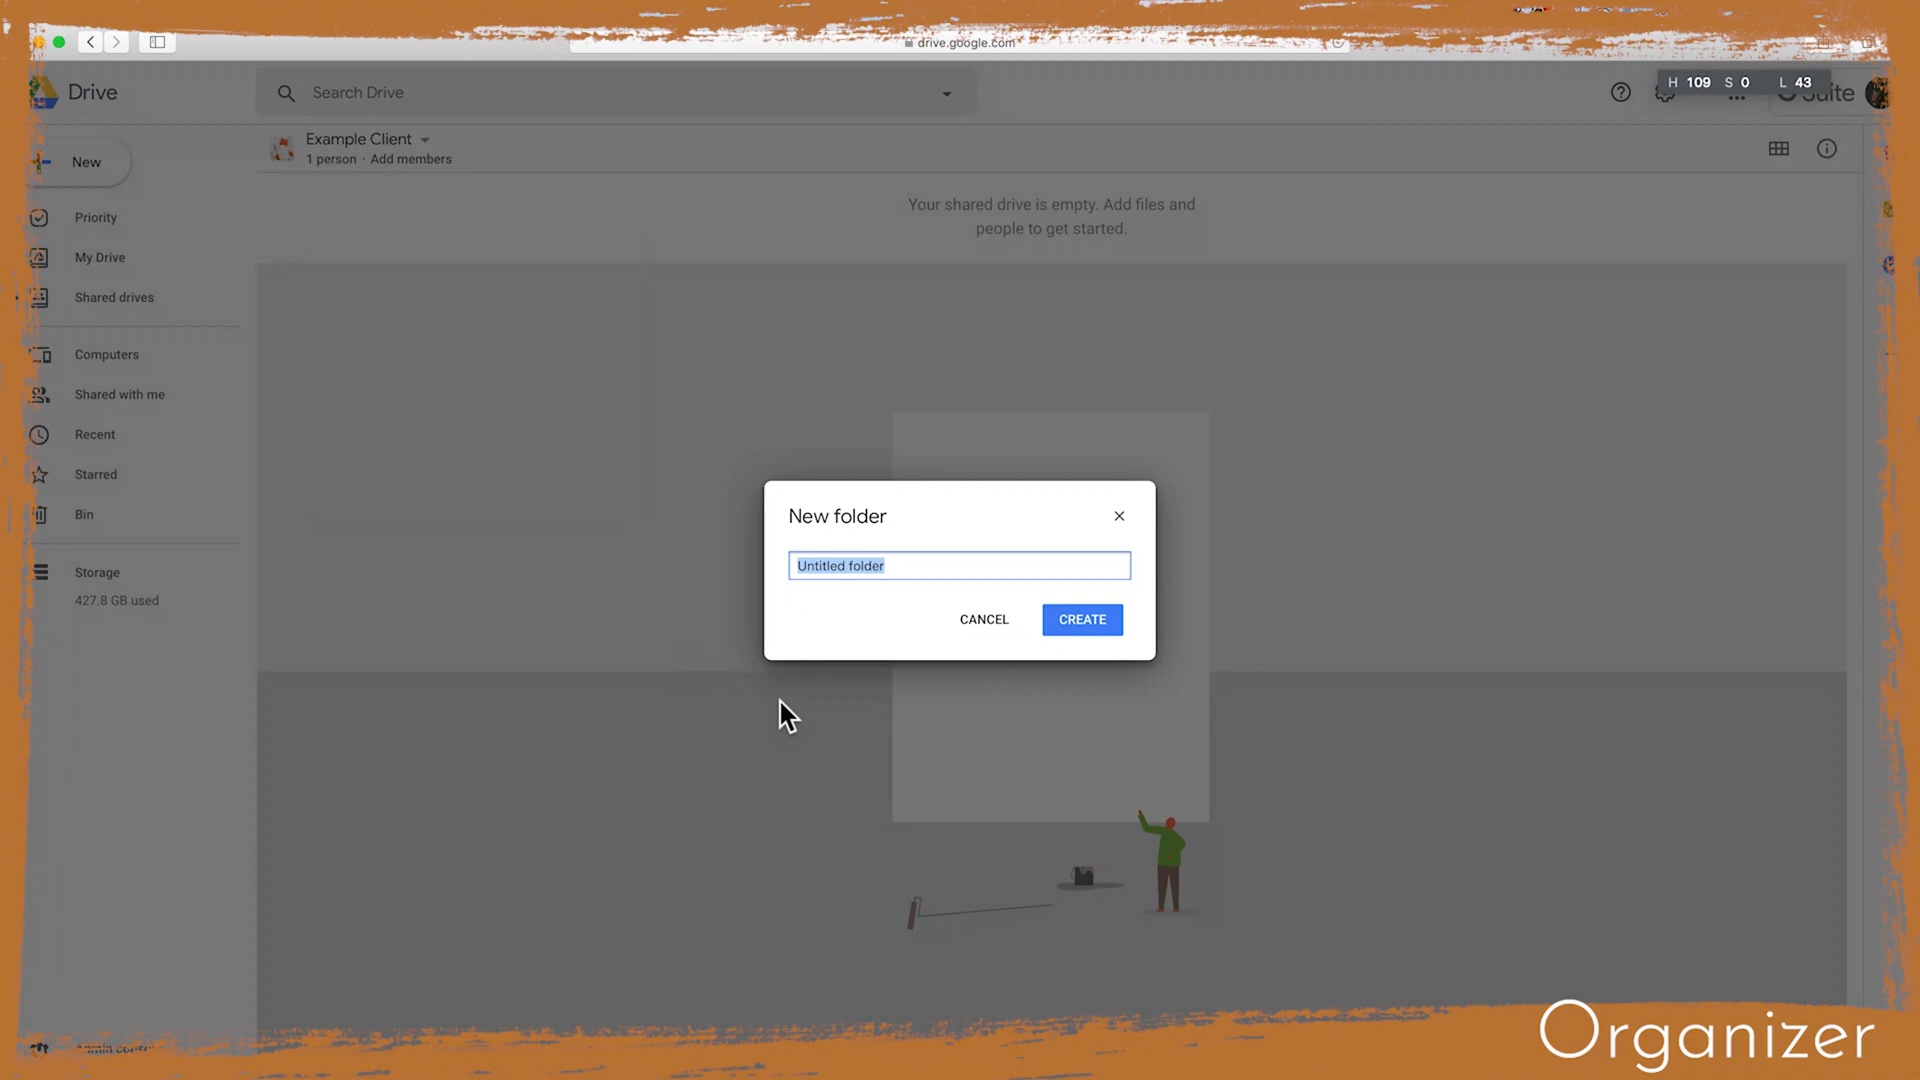 drive.google.com
Drive
Search Drive
H 109 S 0 L 43
Suite
New
Example Client
1 person · Add members
Your shared drive is empty. Add files and
people to get started.
Priority
My Drive
Shared drives
Computers
Shared with me
Recent
Starred
Bin
Storage
427.8 GB used
New folder
Untitled folder
CANCEL
CREATE
Organizer